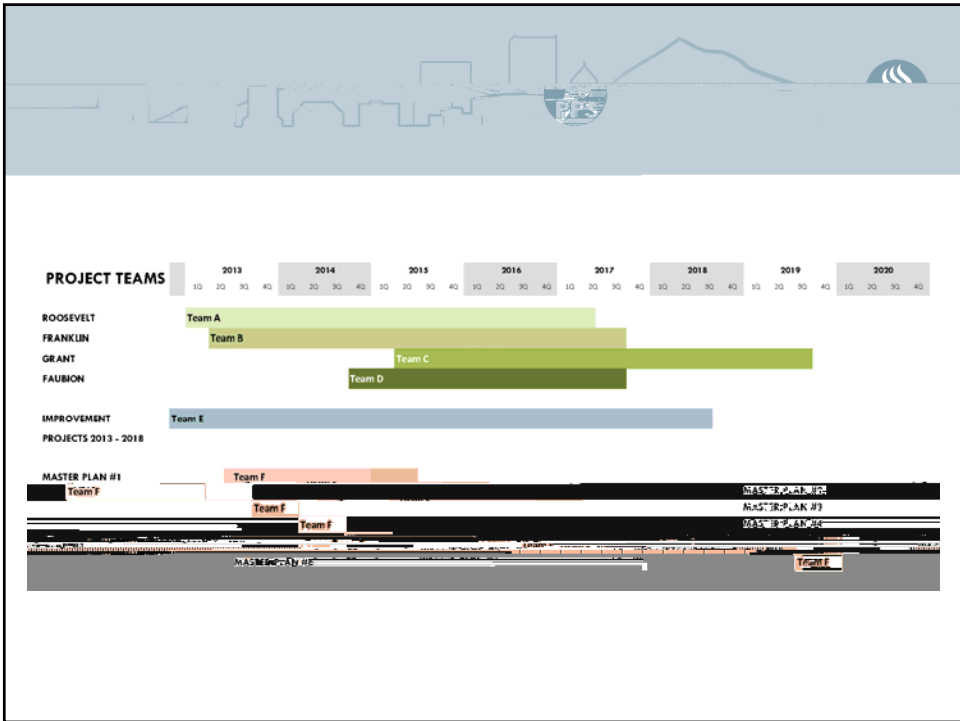 PPS
PROJECT TEAMS
2013 2014 2015 2016 2017 2018 2019 2020
1Q 2Q 3Q 4Q 1Q 2Q 3Q 4Q 1Q 2Q 3Q 4Q 1Q 2Q 3Q 4Q 1Q 2Q 3Q 4Q 1Q 2Q 3Q 4Q 1Q 2Q 3Q 4Q 1Q 2Q 3Q 4Q
ROOSEVELT Team A
FRANKLIN Team B
GRANT Team C
FAUBION Team D
IMPROVEMENT Team E
PROJECTS 2013 - 2018
MASTER PLAN #1 Team F
Team F MASTER PLAN #2
Team F MASTER PLAN #3
Team F MASTER PLAN #4
Team F